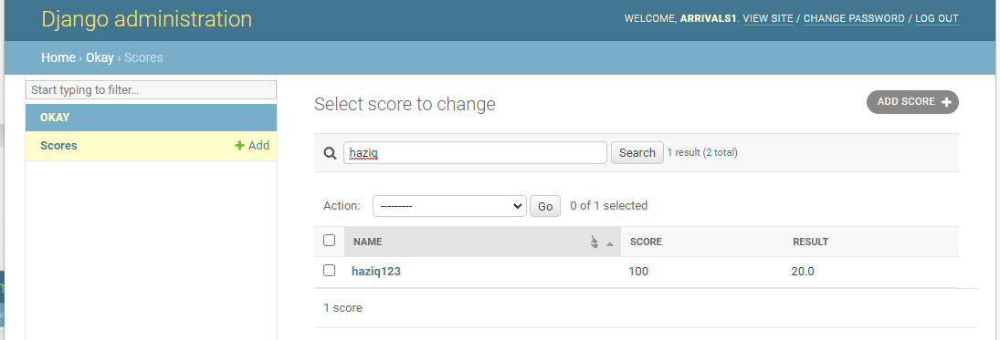 Django administration
WELCOME, ARRIVALS1. VIEW SITE / CHANGE PASSWORD / LOG OUT
Home › Okay › Scores
Start typing to filter...
OKAY
Scores
Add
Select score to change
ADD SCORE +
haziq
Search
1 result (2 total)
Action:
---------
Go
0 of 1 selected
NAME
SCORE
RESULT
haziq123
100
20.0
1 score